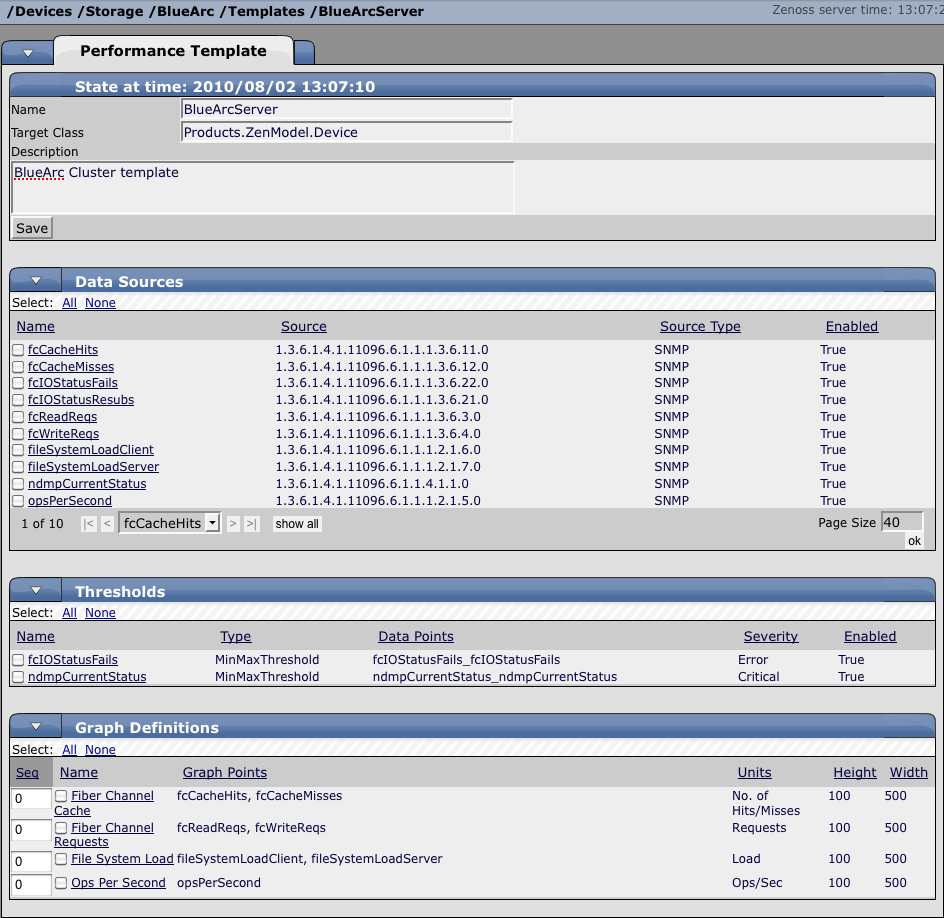 /Devices /Storage /BlueArc /Templates /BlueArcServer
Zenoss server time: 13:07:2
Performance Template
State at time: 2010/08/02 13:07:10
Name BlueArcServer
Target Class Products.ZenModel.Device
Description
BlueArc Cluster template
Save
Data Sources
Select: All None
Name Source Source Type Enabled
fcCacheHits 1.3.6.1.4.1.11096.6.1.1.1.3.6.11.0 SNMP True
fcCacheMisses 1.3.6.1.4.1.11096.6.1.1.1.3.6.12.0 SNMP True
fcIOStatusFails 1.3.6.1.4.1.11096.6.1.1.1.3.6.22.0 SNMP True
fcIOStatusResubs 1.3.6.1.4.1.11096.6.1.1.1.3.6.21.0 SNMP True
fcReadReqs 1.3.6.1.4.1.11096.6.1.1.1.3.6.3.0 SNMP True
fcWriteReqs 1.3.6.1.4.1.11096.6.1.1.1.3.6.4.0 SNMP True
fileSystemLoadClient 1.3.6.1.4.1.11096.6.1.1.1.2.1.6.0 SNMP True
fileSystemLoadServer 1.3.6.1.4.1.11096.6.1.1.1.2.1.7.0 SNMP True
ndmpCurrentStatus 1.3.6.1.4.1.11096.6.1.1.4.1.1.0 SNMP True
opsPerSecond 1.3.6.1.4.1.11096.6.1.1.1.2.1.5.0 SNMP True
1 of 10 |< < fcCacheHits > >| show all Page Size 40
ok
Thresholds
Select: All None
Name Type Data Points Severity Enabled
fcIOStatusFails MinMaxThreshold fcIOStatusFails_fcIOStatusFails Error True
ndmpCurrentStatus MinMaxThreshold ndmpCurrentStatus_ndmpCurrentStatus Critical True
Graph Definitions
Select: All None
Seq Name Graph Points Units Height Width
0 Fiber Channel fcCacheHits, fcCacheMisses No. of 100 500
Cache Hits/Misses
0 Fiber Channel fcReadReqs, fcWriteReqs Requests 100 500
Requests
0 File System Load fileSystemLoadClient, fileSystemLoadServer Load 100 500
0 Ops Per Second opsPerSecond Ops/Sec 100 500